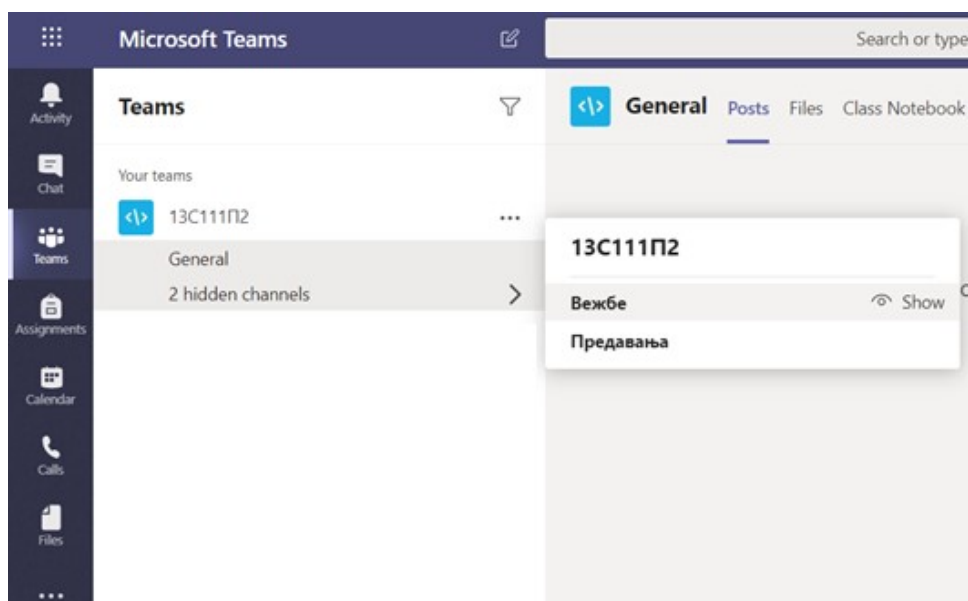 Microsoft Teams
Search or type
Activity
Chat
Teams
Assignments
Calendar
Calls
Files
Teams
Your teams
13С111П2
General
2 hidden channels
General Posts Files Class Notebook
13С111П2
Вежбе Show
Предавања